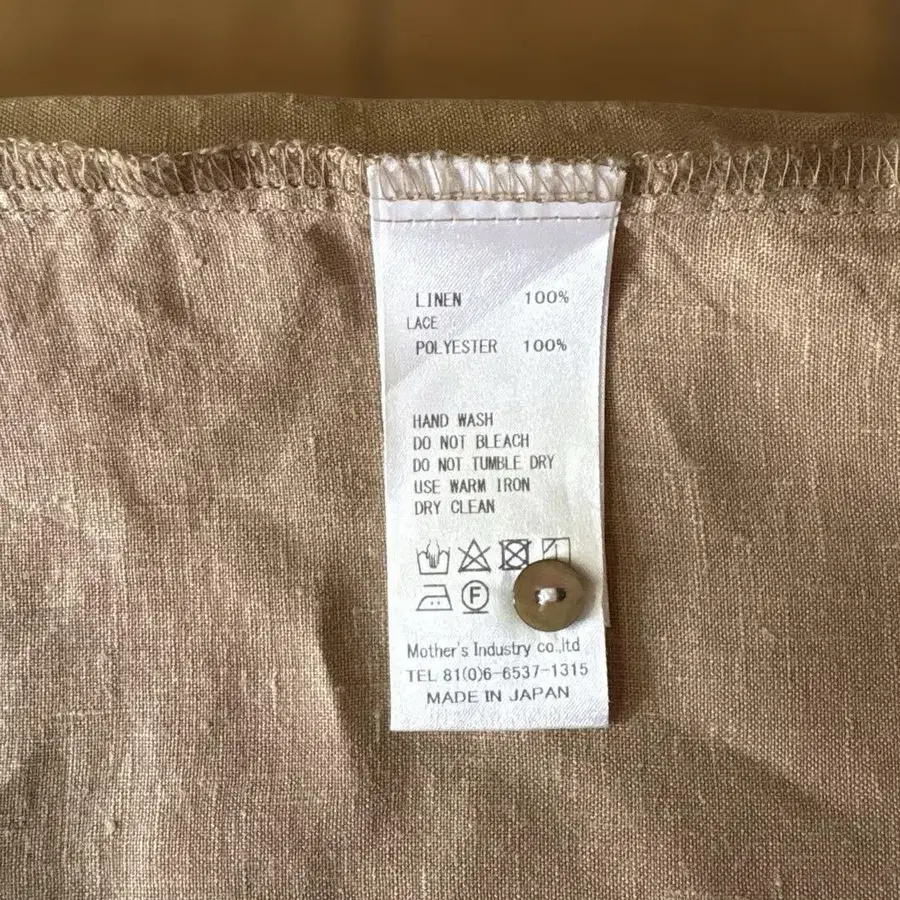 LINEN 100%
LACE
POLYESTER 100%
HAND WASH
DO NOT BLEACH
DO NOT TUMBLE DRY
USE WARM IRON
DRY CLEAN
F
Mother's Industry co.,ltd
TEL 81(0)6-6537-1315
MADE IN JAPAN